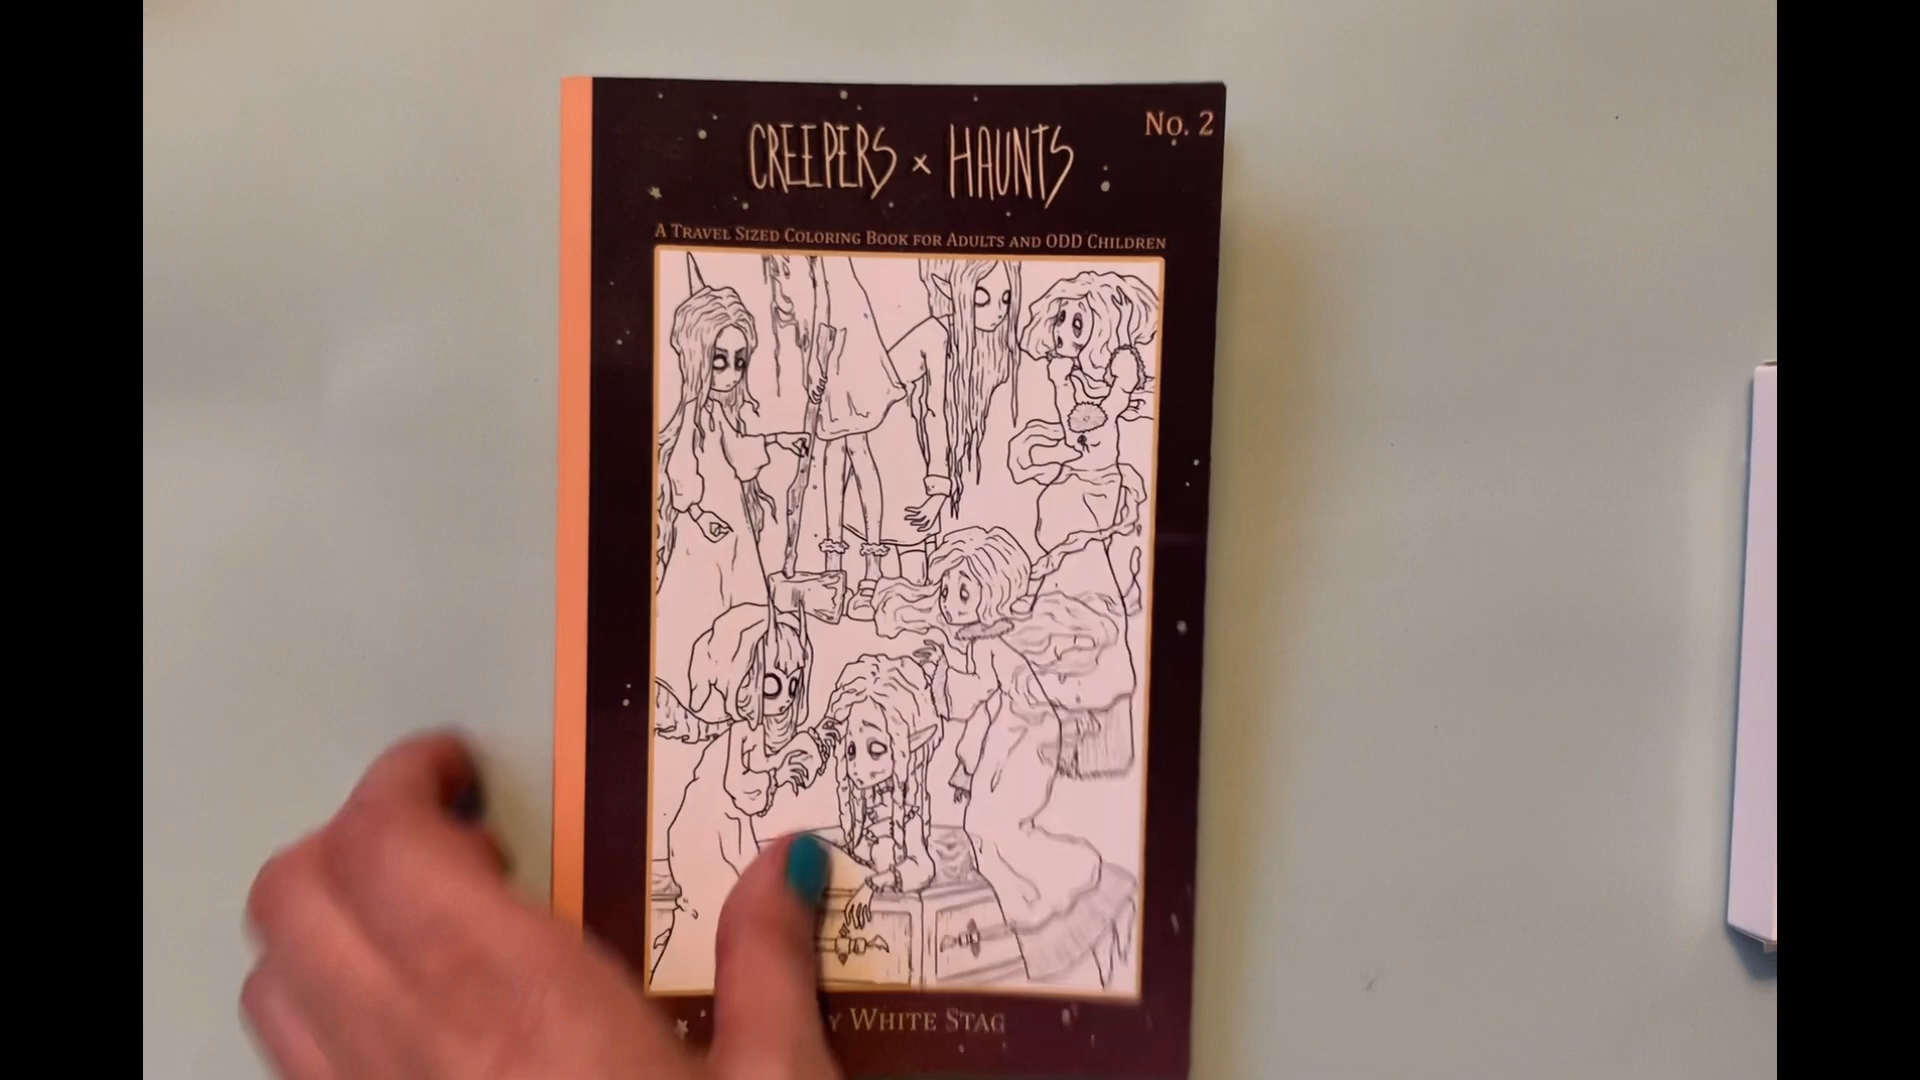 No. 2
CREEPERS x HAUNTS
A TRAVEL SIZED COLORING BOOK FOR ADULTS AND ODD CHILDREN
WHITE STAG